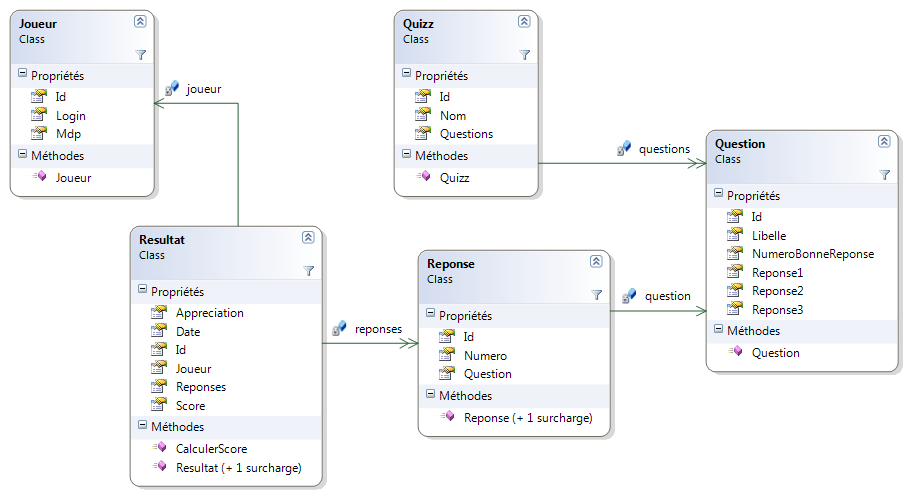 Joueur
Class
Propriétés
Id
Login
Mdp
Méthodes
Joueur
joueur
Quizz
Class
Propriétés
Id
Nom
Questions
Méthodes
Quizz
questions
Question
Class
Propriétés
Id
Libelle
NumeroBonneReponse
Reponse1
Reponse2
Reponse3
Méthodes
Question
Resultat
Class
Propriétés
Appreciation
Date
Id
Joueur
Reponses
Score
Méthodes
CalculerScore
Resultat (+ 1 surcharge)
reponses
Reponse
Class
Propriétés
Id
Numero
Question
Méthodes
Reponse (+ 1 surcharge)
question